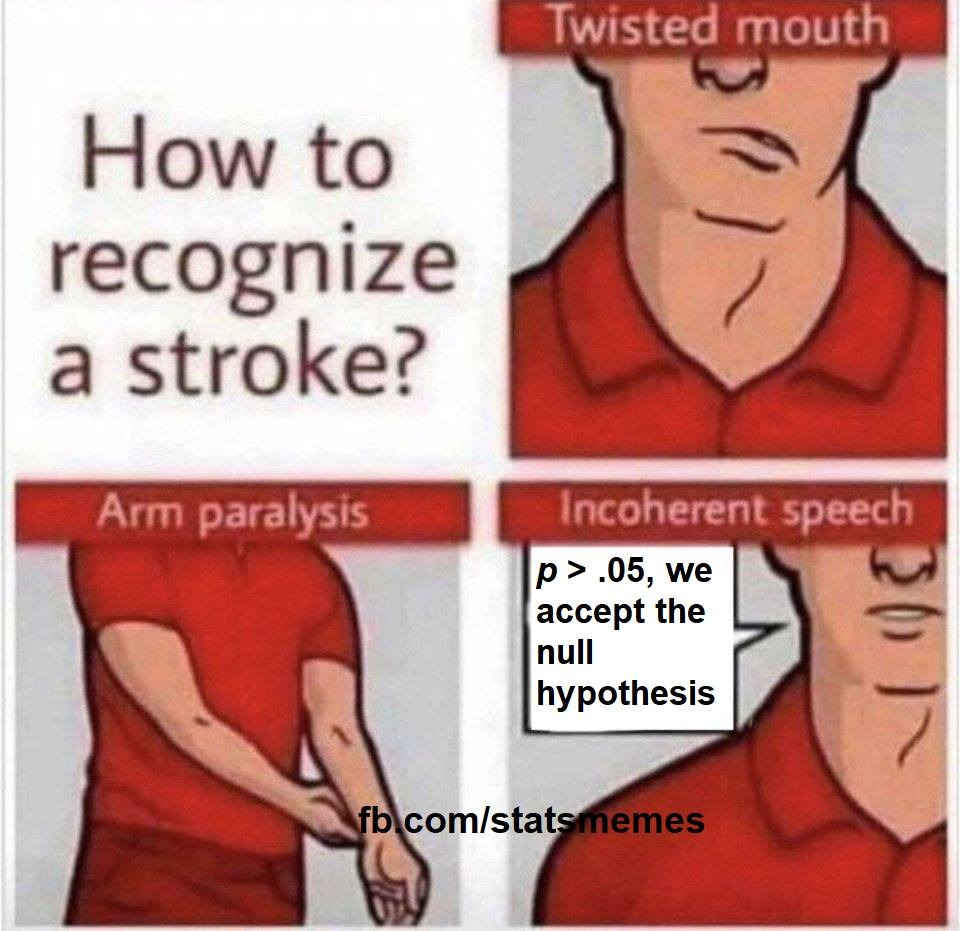 How to
recognize
a stroke?
Twisted mouth
Arm paralysis
Incoherent speech
p > .05, we
accept the
null
hypothesis
fb.com/statsmemes